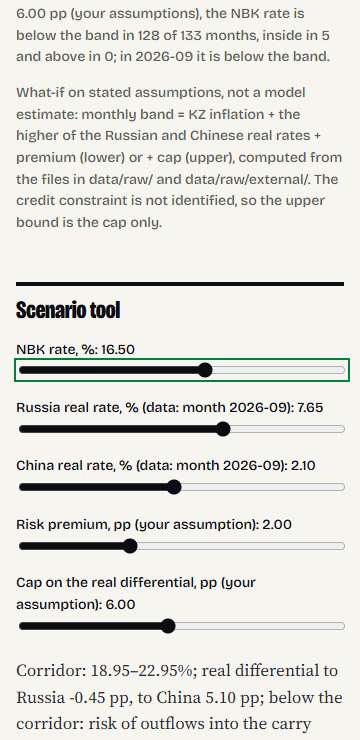 6.00 pp (your assumptions), the NBK rate is
below the band in 128 of 133 months, inside in 5
and above in 0; in 2026-09 it is below the band.
What-if on stated assumptions, not a model
estimate: monthly band = KZ inflation + the
higher of the Russian and Chinese real rates +
premium (lower) or + cap (upper), computed from
the files in data/raw/ and data/raw/external/. The
credit constraint is not identified, so the upper
bound is the cap only.
Scenario tool
NBK rate, %: 16.50
Russia real rate, % (data: month 2026-09): 7.65
China real rate, % (data: month 2026-09): 2.10
Risk premium, pp (your assumption): 2.00
Cap on the real differential, pp (your
assumption): 6.00
Corridor: 18.95–22.95%; real differential to
Russia -0.45 pp, to China 5.10 pp; below the
corridor: risk of outflows into the carry